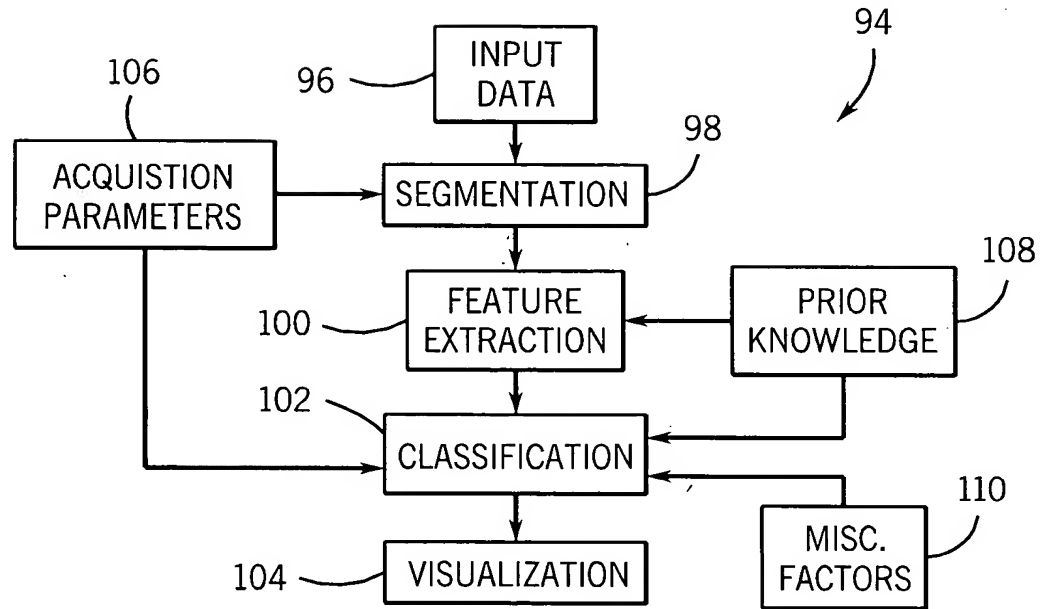 94
INPUT
DATA
96
106
98
ACQUISTION
PARAMETERS
SEGMENTATION
108
100
FEATURE
EXTRACTION
PRIOR
KNOWLEDGE
102
CLASSIFICATION
110
MISC.
FACTORS
104
VISUALIZATION